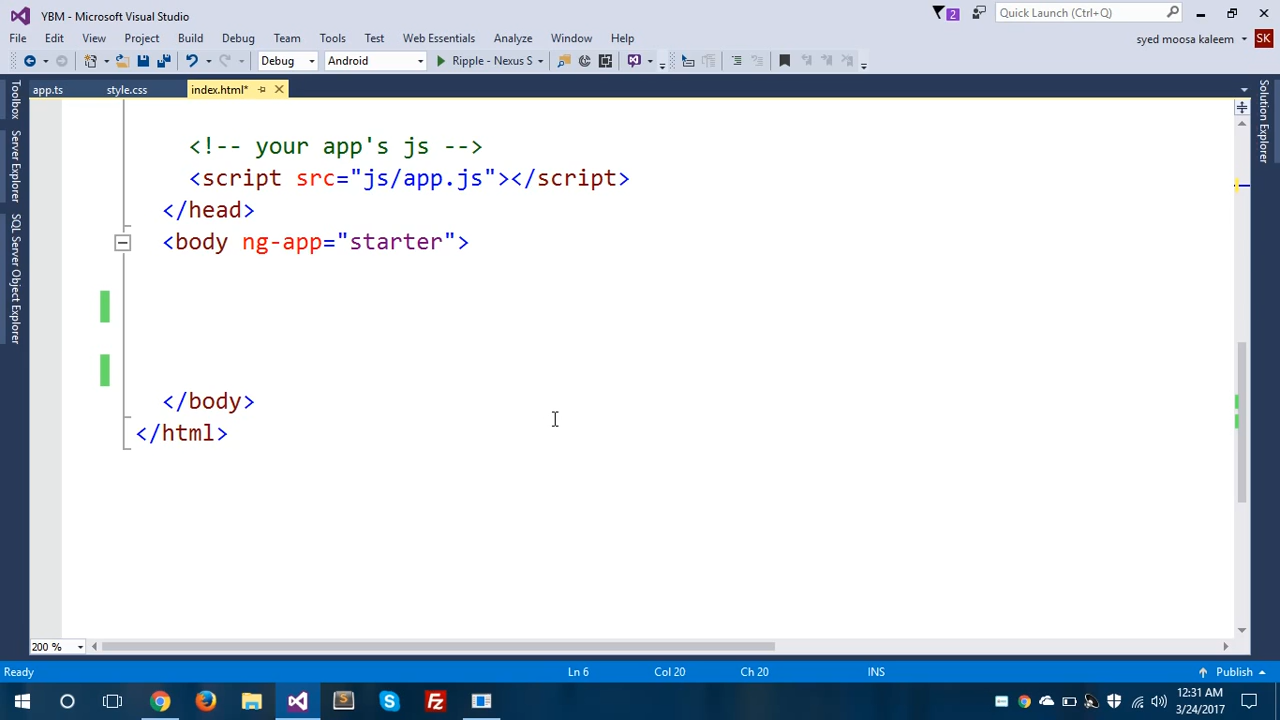 YBM - Microsoft Visual Studio
2
Quick Launch (Ctrl+Q)
File Edit View Project Build Debug Team Tools Test Web Essentials Analyze Window Help
syed moosa kaleem SK
Debug Android Ripple - Nexus S
app.ts style.css index.html*
Toolbox
Server Explorer
SQL Server Object Explorer
Solution Explorer
<!-- your app's js -->
<script src="js/app.js"></script>
</head>
<body ng-app="starter">
</body>
</html>
200 %
Ready Ln 6 Col 20 Ch 20 INS Publish
12:31 AM
3/24/2017